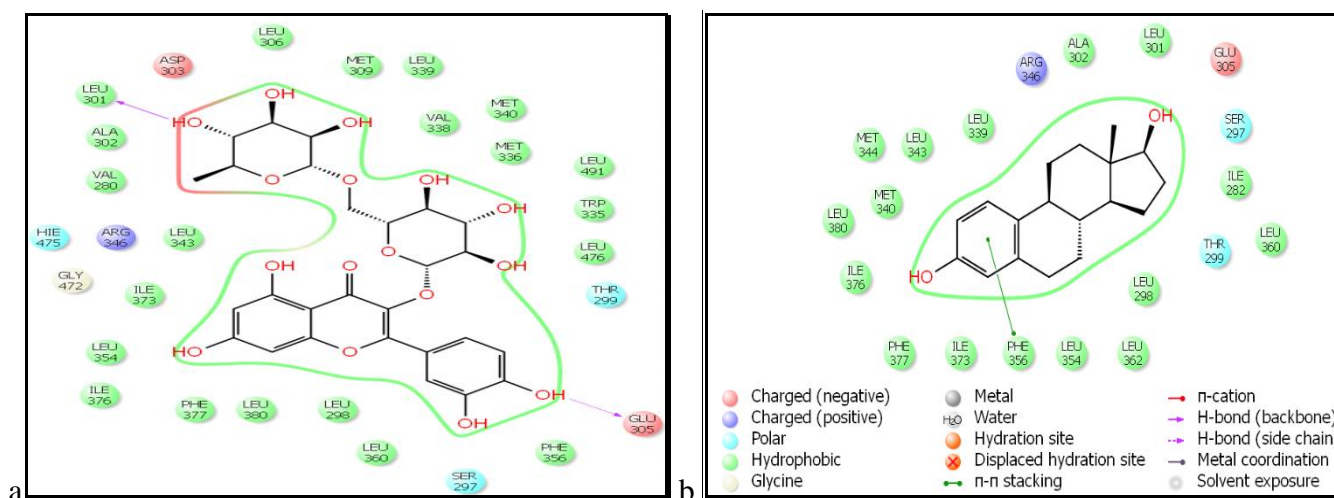 LEU 306
ASP 303
MET 309
LEU 339
LEU 301
OH
HO
OH
ALA 302
VAL 338
MET 340
MET 336
VAL 280
O
O
OH
OH
LEU 491
TRP 335
HIE 475
ARG 346
LEU 343
O
OH
LEU 476
GLY 472
ILE 373
OH
O
O
THR 299
LEU 354
HO
O
ILE 376
PHE 377
LEU 380
LEU 298
OH
OH
GLU 305
LEU 360
SER 297
PHE 356
a
LEU 301
ALA 302
ARG 346
GLU 305
OH
SER 297
LEU 339
MET 344
LEU 343
ILE 282
MET 340
LEU 380
LEU 360
THR 299
HO
ILE 376
LEU 298
PHE 377
ILE 373
PHE 356
LEU 354
LEU 362
Charged (negative)
Charged (positive)
Polar
Hydrophobic
Glycine
Metal
H₂O Water
Hydration site
Displaced hydration site
π-π stacking
π-cation
H-bond (backbone)
H-bond (side chain
Metal coordination
Solvent exposure
b